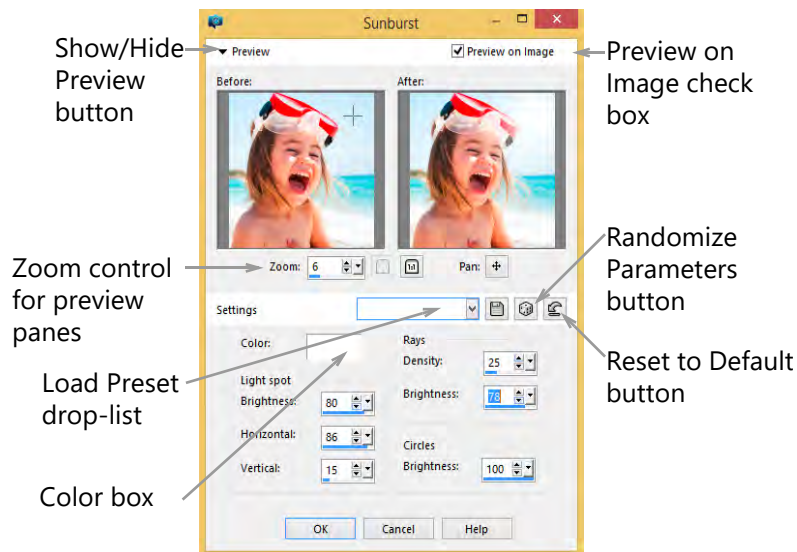 Sunburst
Show/Hide
Preview
button
Preview
Preview on Image
Preview on
Image check
box
Before:
After:
Zoom control
for preview
panes
Zoom: 6
1:1
Pan:
Randomize
Parameters
button
Settings
Load Preset
drop-list
Reset to Default
button
Color box
Color:
Light spot
Brightness: 80
Horizontal: 86
Vertical: 15
Rays
Density: 25
Brightness: 78
Circles
Brightness: 100
OK
Cancel
Help